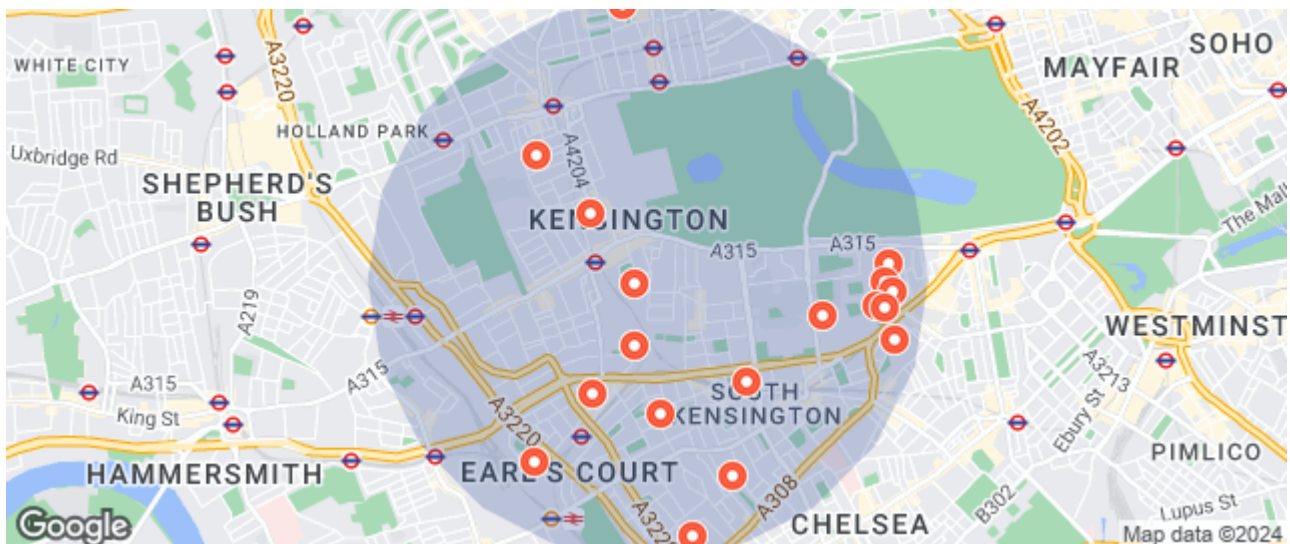 SOHO
MAYFAIR
WHITE CITY
A3220
A4202
HOLLAND PARK
Uxbridge Rd
A4204
SHEPHERD'S
BUSH
KENSINGTON
The Mall
A315
A315
A219
WESTMINST
A315
A315
A3213
King St
SOUTH
KENSINGTON
Ebury St
A3220
PIMLICO
HAMMERSMITH
EARL'S COURT
A308
B302
Lupus St
A322
CHELSEA
Google
Map data ©2024